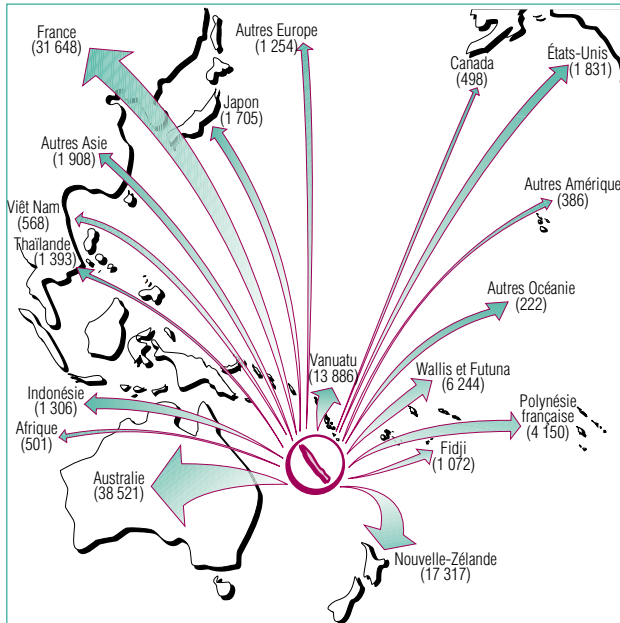 France
(31 648)
Autres Europe
(1 254)
Canada
(498)
États-Unis
(1 831)
Japon
(1 705)
Autres Asie
(1 908)
Autres Amérique
(386)
Viêt Nam
(568)
Thaïlande
(1 393)
Autres Océanie
(222)
Vanuatu
(13 886)
Wallis et Futuna
(6 244)
Indonésie
(1 306)
Polynésie
française
(4 150)
Afrique
(501)
Fidji
(1 072)
Australie
(38 521)
Nouvelle-Zélande
(17 317)